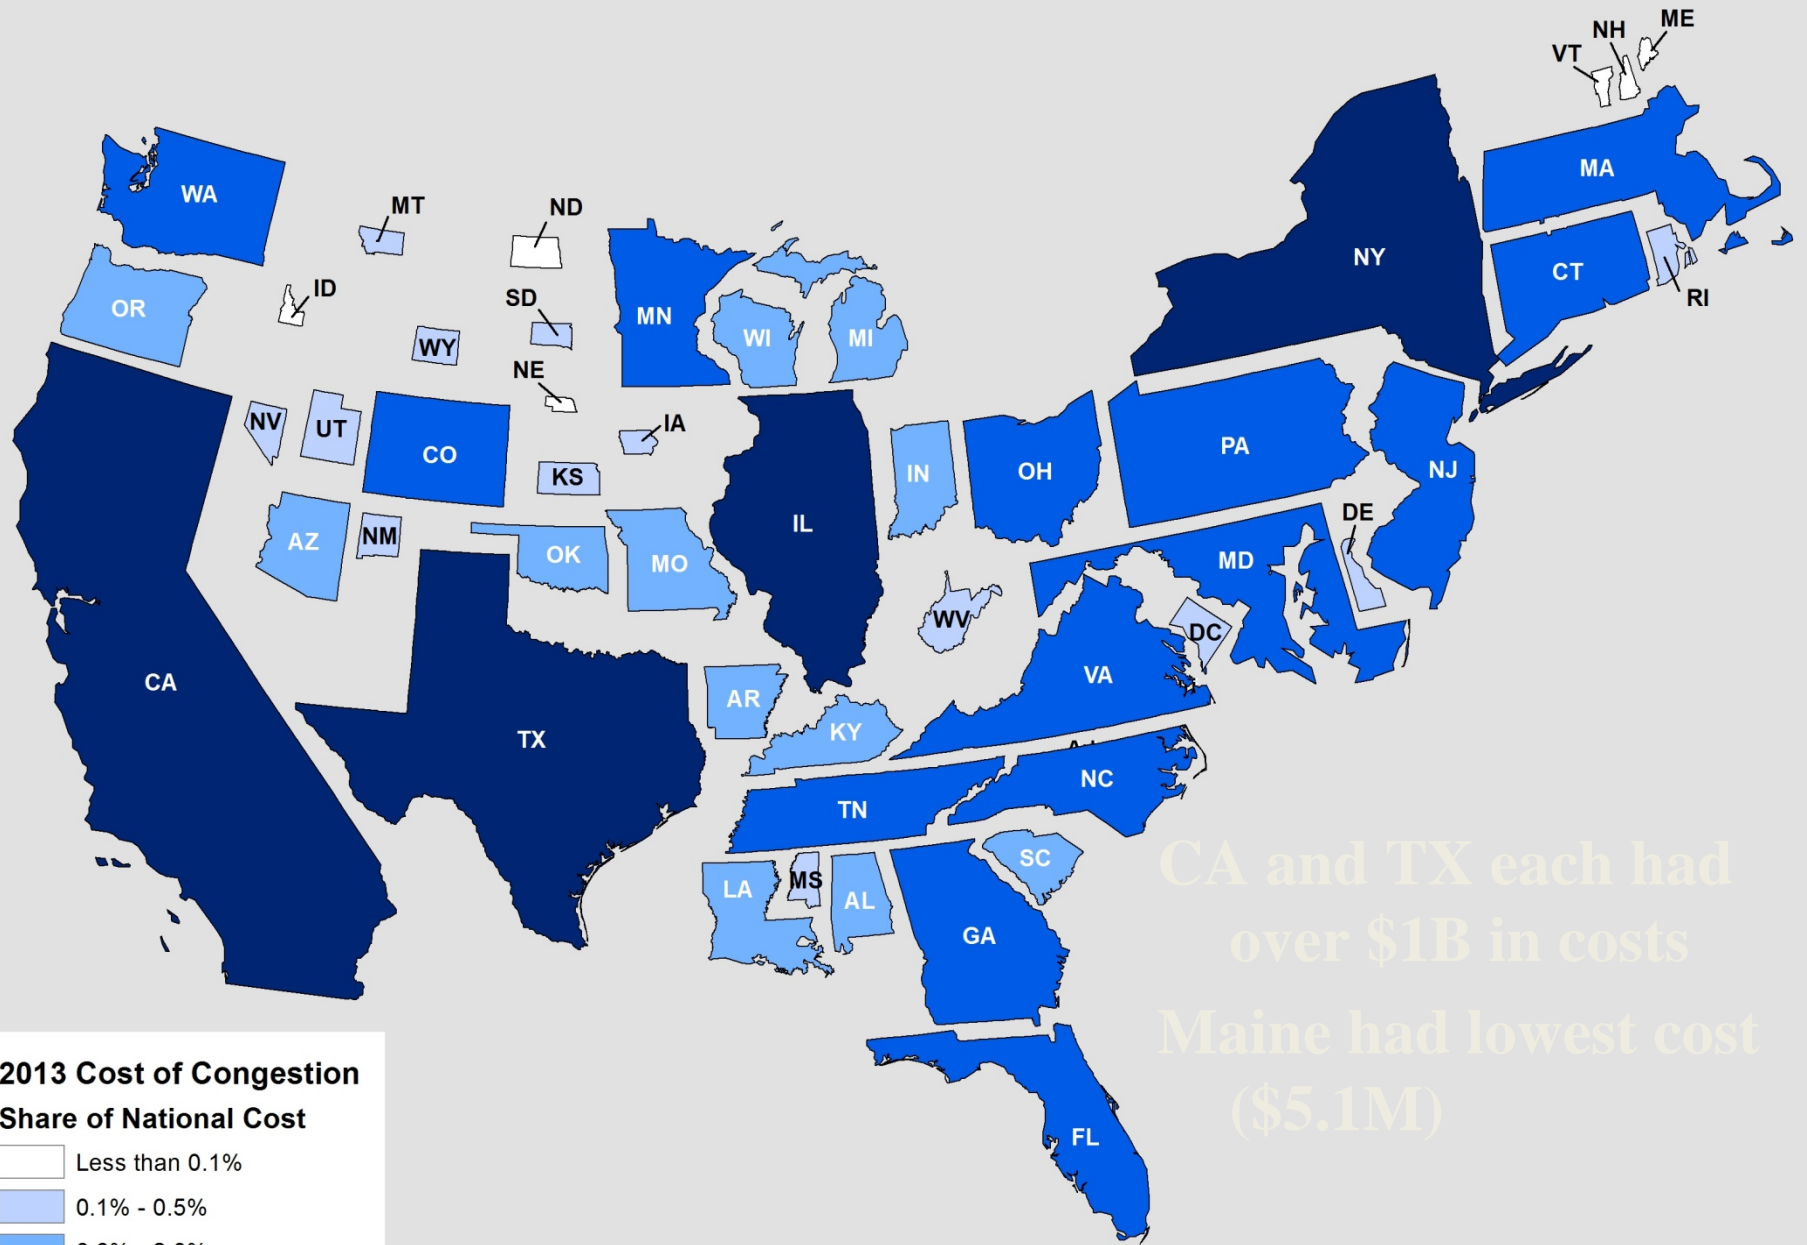 ME
NH
VT
WA
MA
MT
ND
NY
CT
RI
ID
SD
OR
MN
WI
MI
WY
NE
NV
UT
CO
IA
KS
IN
OH
PA
NJ
IL
AZ
NM
OK
MO
DE
MD
WV
DC
CA
TX
AR
KY
VA
TN
NC
LA
MS
AL
SC
GA
FL
CA and TX each had
over $1B in costs
Maine had lowest cost
($5.1M)
2013 Cost of Congestion
Share of National Cost
Less than 0.1%
0.1% - 0.5%